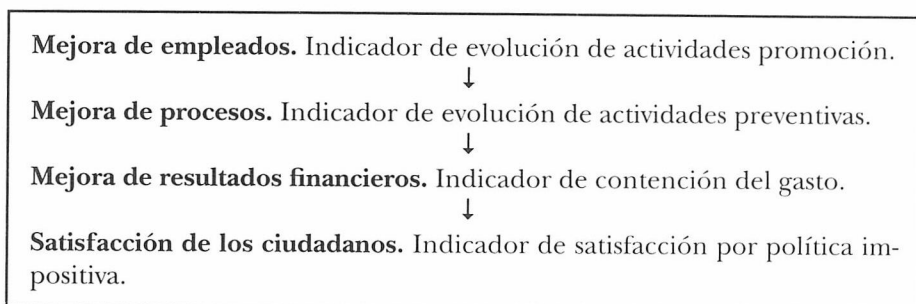 Mejora de empleados. Indicador de evolución de actividades promoción.
↓
Mejora de procesos. Indicador de evolución de actividades preventivas.
↓
Mejora de resultados financieros. Indicador de contención del gasto.
↓
Satisfacción de los ciudadanos. Indicador de satisfacción por política im-
positiva.